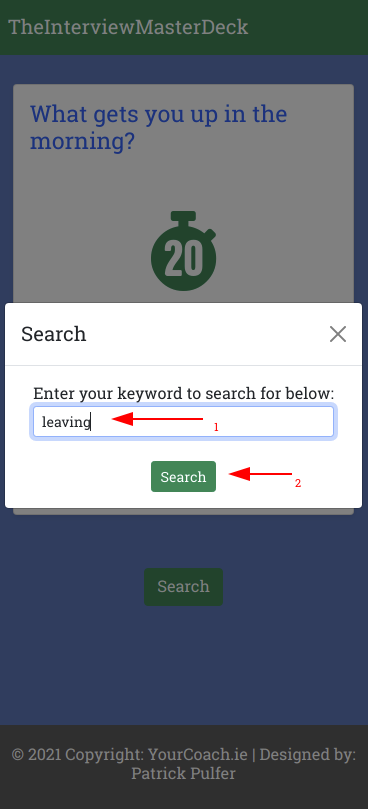 TheInterviewMasterDeck
What gets you up in the
morning?
20
Search
Enter your keyword to search for below:
leaving
1
Search
2
Search
© 2021 Copyright: YourCoach.ie | Designed by:
Patrick Pulfer